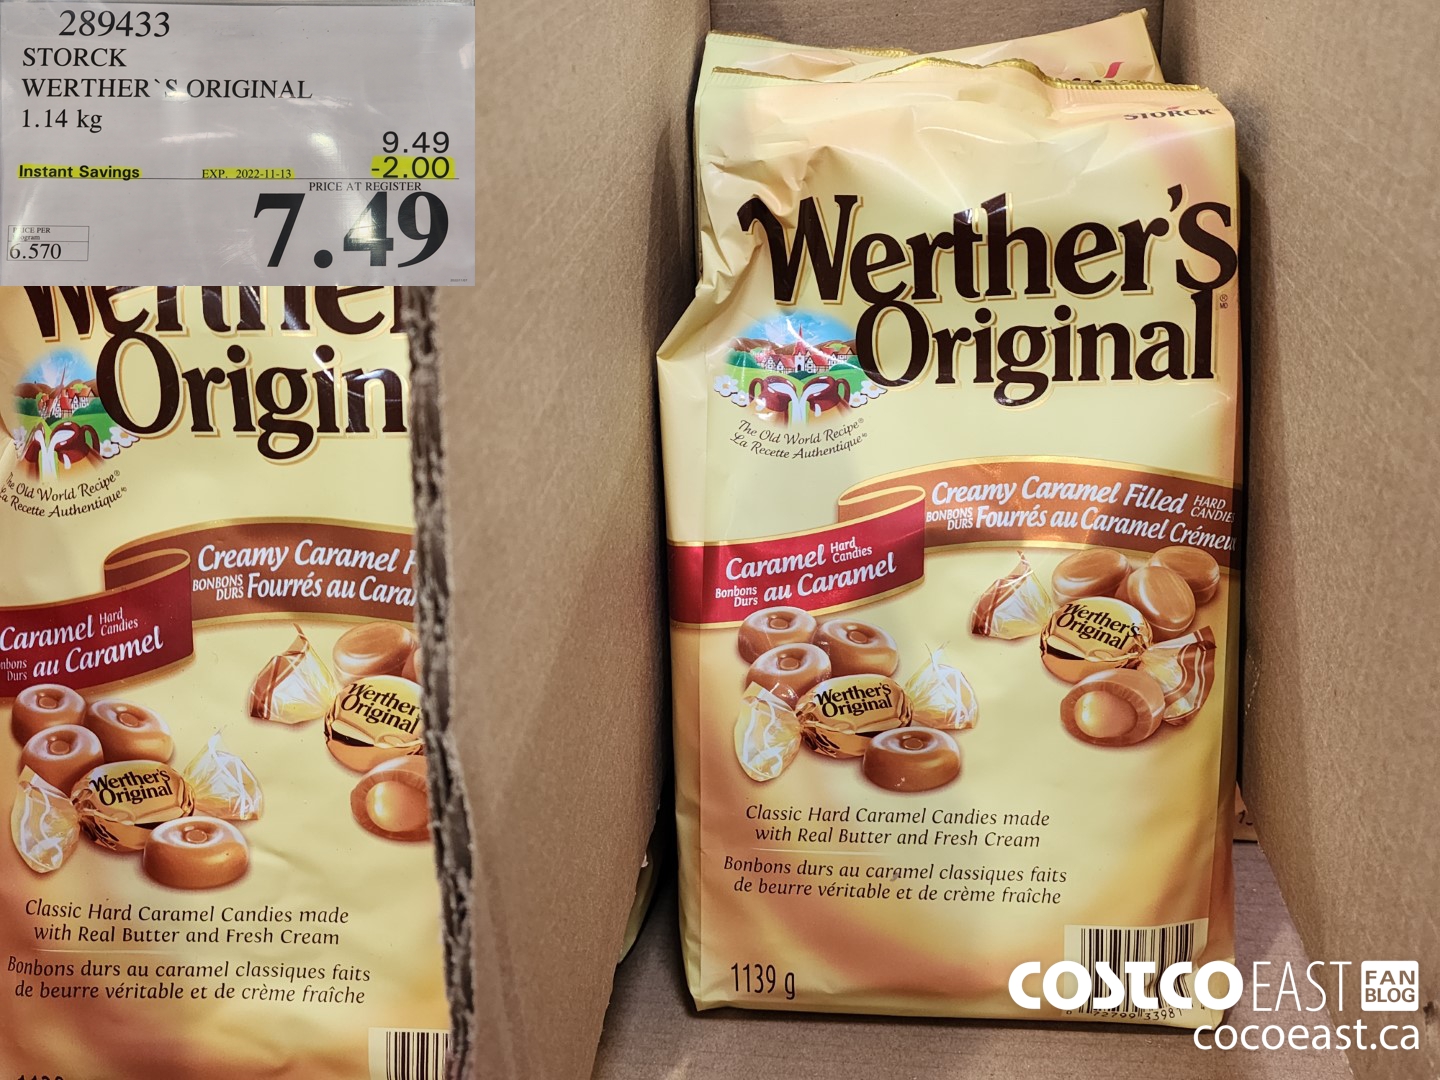 289433
STORCK
WERTHER`S ORIGINAL
1.14 kg
9.49
Instant Savings EXP. 2022-11-13 -2.00
PRICE AT REGISTER
7.49
PRICE PER
6.570
Origin
Old World Recipe®
Recette Authentique®
Creamy Caramel
BONBONS DURS Fourrés au
Caramel Hard Candies
Durs au Caramel
Werther's
Original
Werther's
Original
Classic Hard Caramel Candies made
with Real Butter and Fresh Cream
Bonbons durs au caramel classiques faits
de beurre véritable et de crème fraîche
STORCK
Werther's
Original
The Old World Recipe®
La Recette Authentique®
Creamy Caramel Filled HARD CANDIES
BONBONS DURS Fourrés au Caramel Crémeux
Caramel Hard Candies
Bonbons Durs au Caramel
Werther's
Original
Werther's
Original
Classic Hard Caramel Candies made
with Real Butter and Fresh Cream
Bonbons durs au caramel classiques faits
de beurre véritable et de crème fraîche
1139 g
COSTCO EAST FAN BLOG
cocoeast.ca